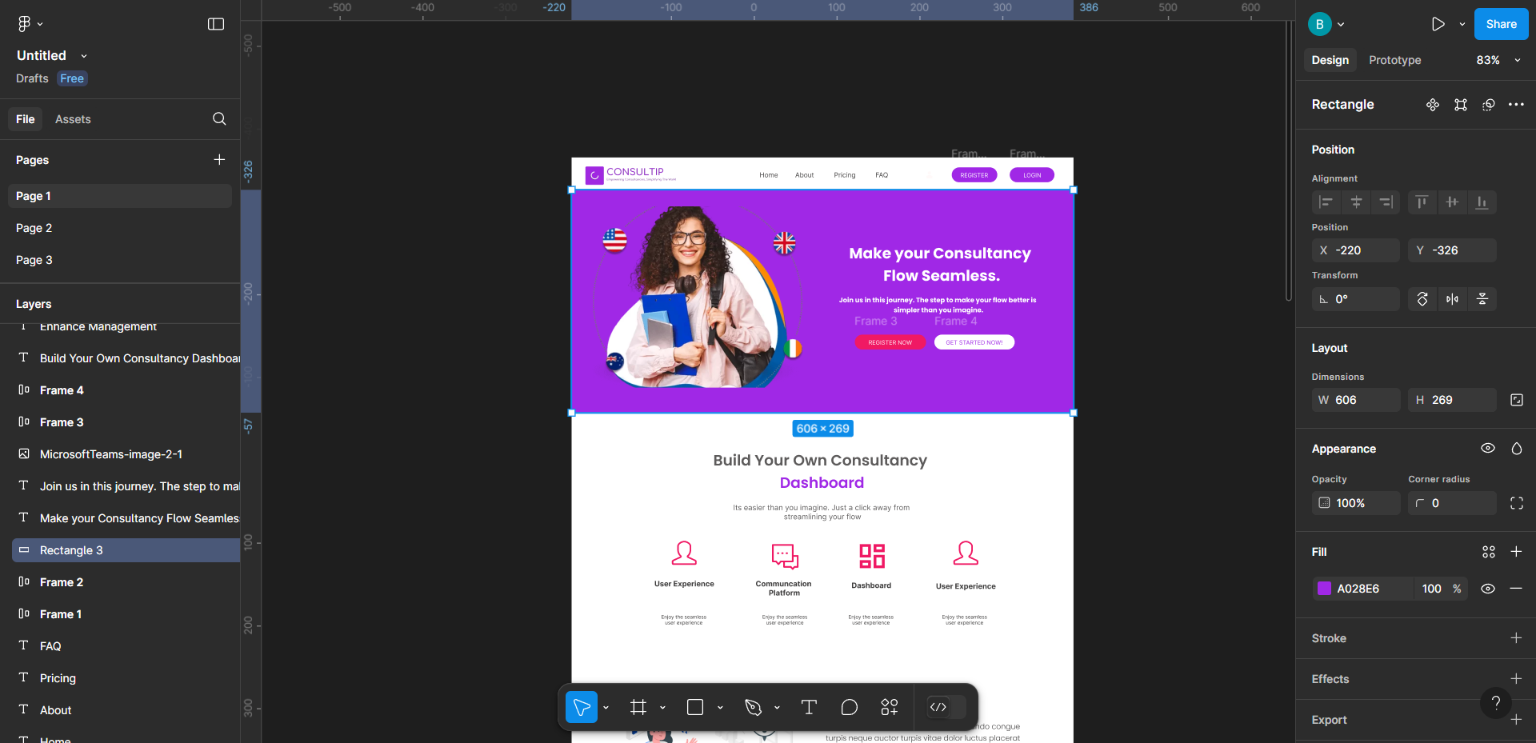 Untitled
Drafts Free
File Assets
Pages
Page 1
Page 2
Page 3
Layers
Enhance Management
Build Your Own Consultancy Dashboar
Frame 4
Frame 3
MicrosoftTeams-image-2-1
Join us in this journey. The step to mal
Make your Consultancy Flow Seamles
Rectangle 3
Frame 2
Frame 1
FAQ
Pricing
About
Home
-500 -400 -300 -220 -100 0 100 200 300 386 500 600
-500
-326
-200
-57
100
200
300
Fram... Fram...
CONSULTIP
Home About Pricing FAQ REGISTER LOGIN
Make your Consultancy
Flow Seamless.
Join us in this journey. The step to make your flow better is
simpler than you imagine.
Frame 3 Frame 4
REGISTER NOW GET STARTED NOW!
606 × 269
Build Your Own Consultancy
Dashboard
Its easier than you imagine. Just a click away from
streamlining your flow
User Experience
Communcation
Platform
Dashboard
User Experience
Enjoy the seamless
user experience
Enjoy the seamless
user experience
Enjoy the seamless
user experience
Enjoy the seamless
user experience
ndo congue
turpis neque auctor turpis vitae dolor luctus placerat
B
Share
Design Prototype 83%
Rectangle
Position
Alignment
Position
X -220 Y -326
Transform
0°
Layout
Dimensions
W 606 H 269
Appearance
Opacity Corner radius
100% 0
Fill
A028E6 100 %
Stroke
Effects
Export
?